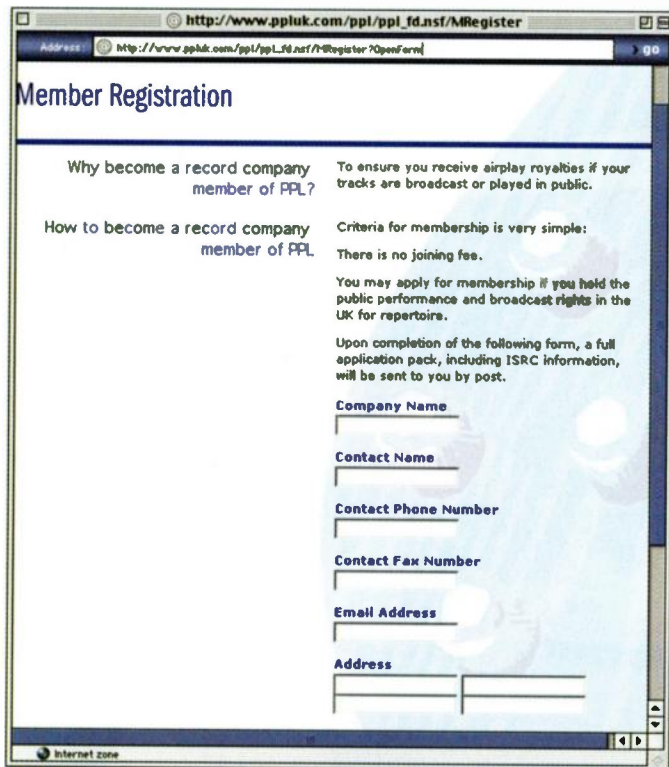 http://www.ppluk.com/ppl/ppl_fd.nsf/MRegister
Address: http://www.ppluk.com/ppl/ppl_fd.nsf/MRegister?OpenForm
go
Member Registration
Why become a record company
member of PPL?
To ensure you receive airplay royalties if your
tracks are broadcast or played in public.
How to become a record company
member of PPL
Criteria for membership is very simple:
There is no joining fee.
You may apply for membership if you hold the
public performance and broadcast rights in the
UK for repertoire.
Upon completion of the following form, a full
application pack, including ISRC information,
will be sent to you by post.
Company Name
Contact Name
Contact Phone Number
Contact Fax Number
Email Address
Address
Internet zone